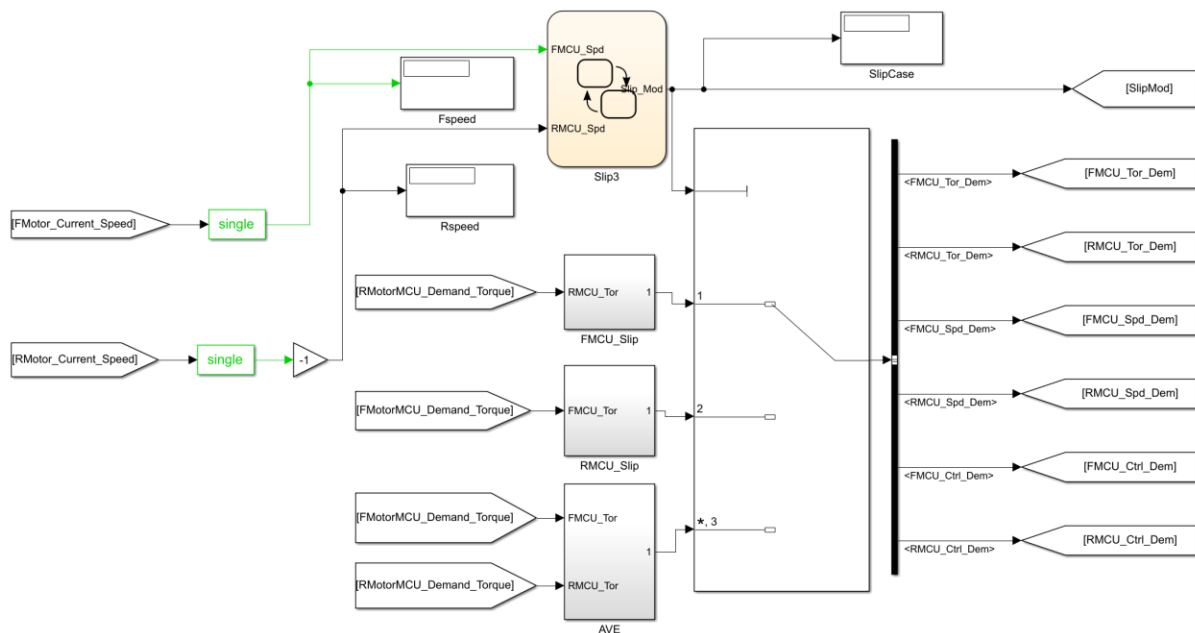 FMCU_Spd
RMCU_Spd
Slip_Mod
Slip3
Fspeed
Rspeed
SlipCase
[SlipMod]
[FMotor_Current_Speed]
single
[RMotor_Current_Speed]
single
-1
[RMotorMCU_Demand_Torque]
RMCU_Tor
1
FMCU_Slip
[FMotorMCU_Demand_Torque]
FMCU_Tor
1
RMCU_Slip
[FMotorMCU_Demand_Torque]
[RMotorMCU_Demand_Torque]
FMCU_Tor
RMCU_Tor
1
AVE
1
2
*, 3
<FMCU_Tor_Dem>
[FMCU_Tor_Dem]
<RMCU_Tor_Dem>
[RMCU_Tor_Dem]
<FMCU_Spd_Dem>
[FMCU_Spd_Dem]
<RMCU_Spd_Dem>
[RMCU_Spd_Dem]
<FMCU_Ctrl_Dem>
[FMCU_Ctrl_Dem]
<RMCU_Ctrl_Dem>
[RMCU_Ctrl_Dem]